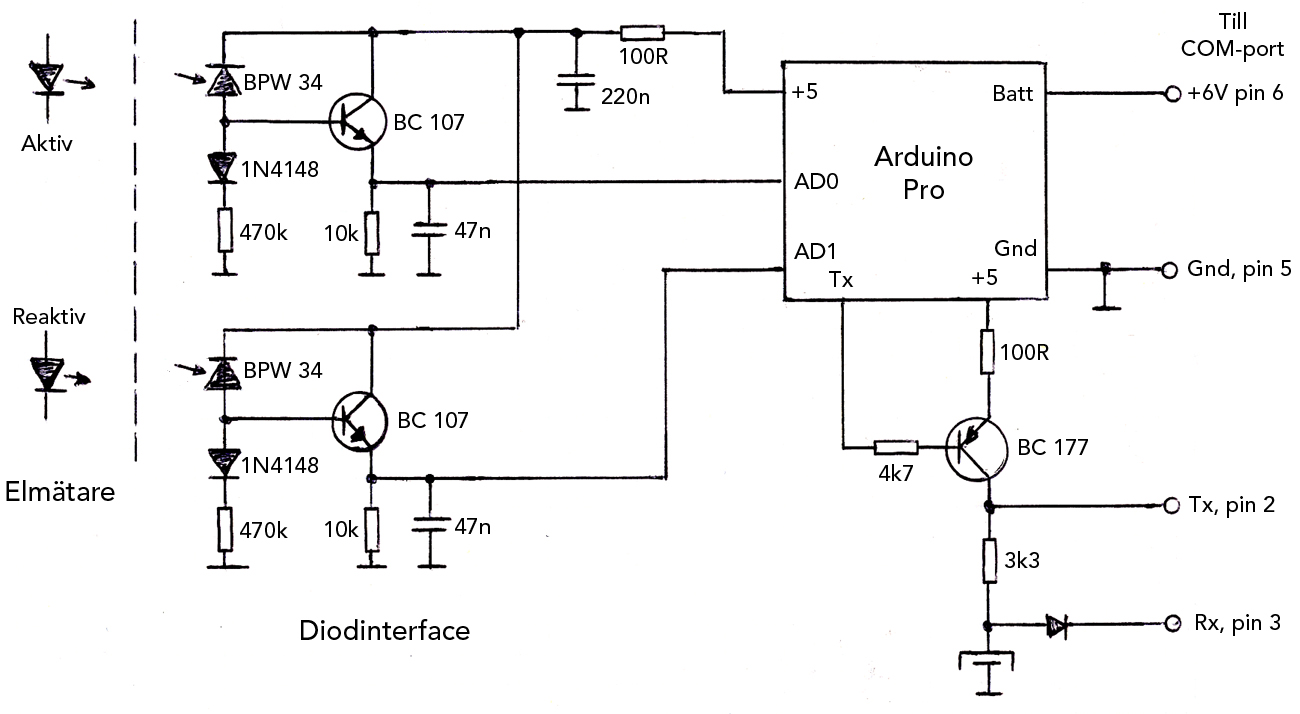 Till
COM-port
100R
BPW 34
220n
+5
Batt
+6V pin 6
BC 107
Aktiv
Arduino
Pro
1N4148
AD0
470k
10k
47n
AD1
Gnd
Gnd, pin 5
Tx
+5
Reaktiv
100R
BPW 34
BC 107
BC 177
1N4148
4k7
Elmätare
Tx, pin 2
470k
10k
47n
3k3
Diodinterface
Rx, pin 3